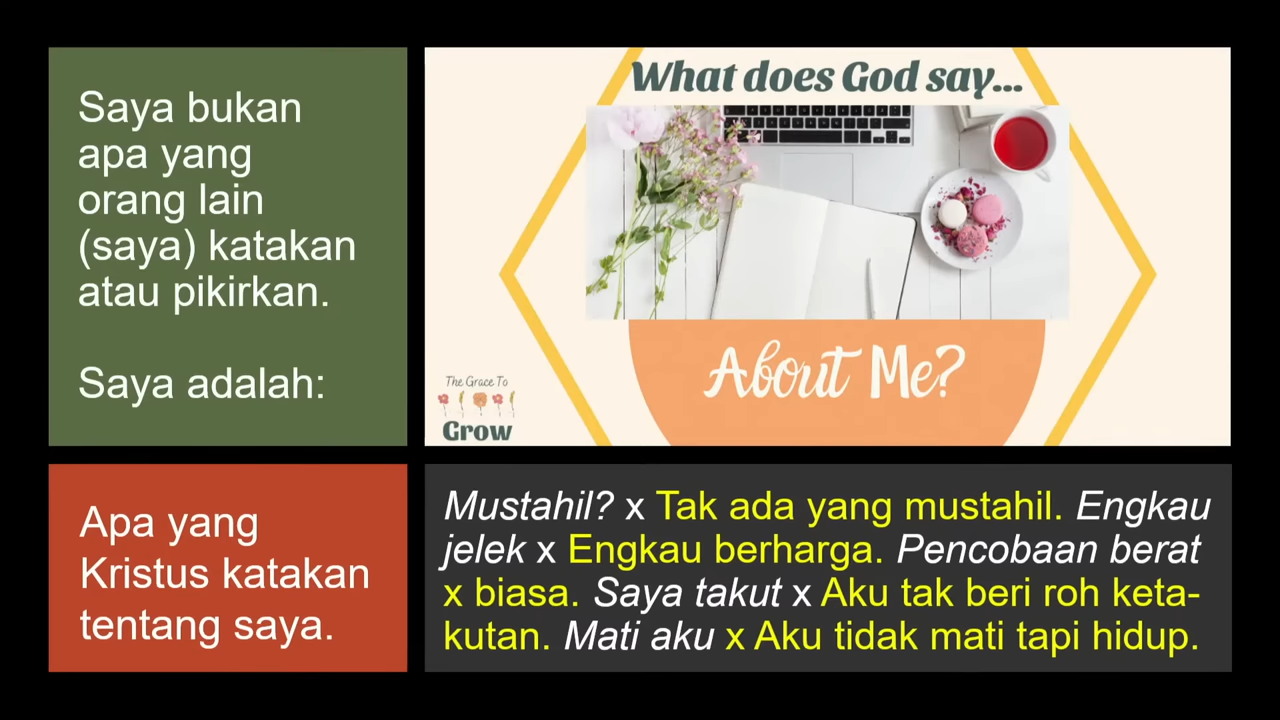 Saya bukan
apa yang
orang lain
(saya) katakan
atau pikirkan.
Saya adalah:
What does God say...
About Me?
The Grace To
Grow
Apa yang
Kristus katakan
tentang saya.
Mustahil? x Tak ada yang mustahil. Engkau
jelek x Engkau berharga. Pencobaan berat
x biasa. Saya takut x Aku tak beri roh keta-
kutan. Mati aku x Aku tidak mati tapi hidup.